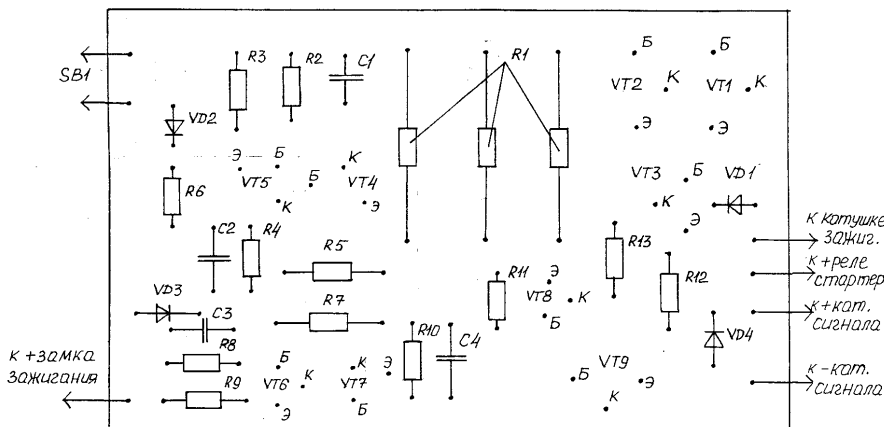 Б
Б
R3
R2
C1
R1
SB1
VT2
К
VT1
К
VD2
Э
Э
Э
Б
К
VT3
Б
VD1
R6
VT5
Б
VT4
К
К
Э
Э
К катушке
зажиг.
C2
R4
R13
R5
К+реле
стартер
R11
Э
R12
VD3
VT8
К
C3
R7
Б
К+кат.
сигнала
R10
C4
VD4
К +замка
зажигания
R8
Б
К
Э
VT9
R9
VT6
К
VT7
Б
Э
К-кат.
сигнала
Э
Б
К